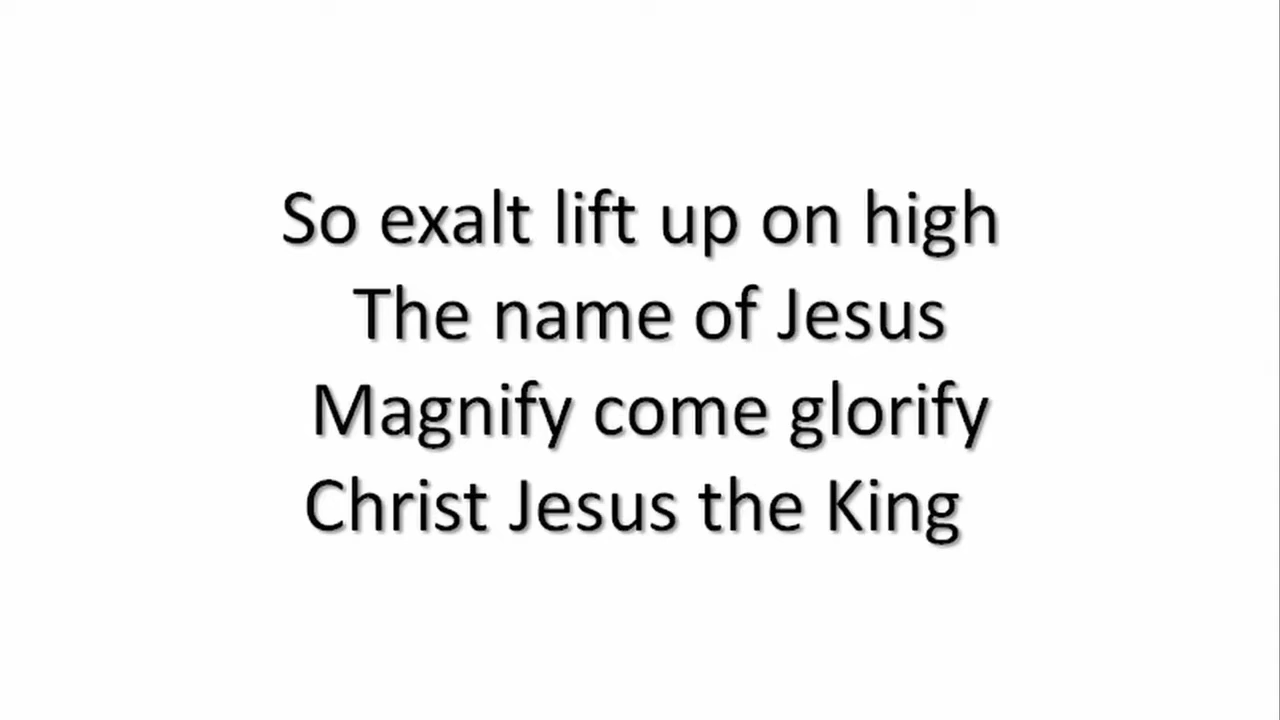 So exalt lift up on high
The name of Jesus
Magnify come glorify
Christ Jesus the King